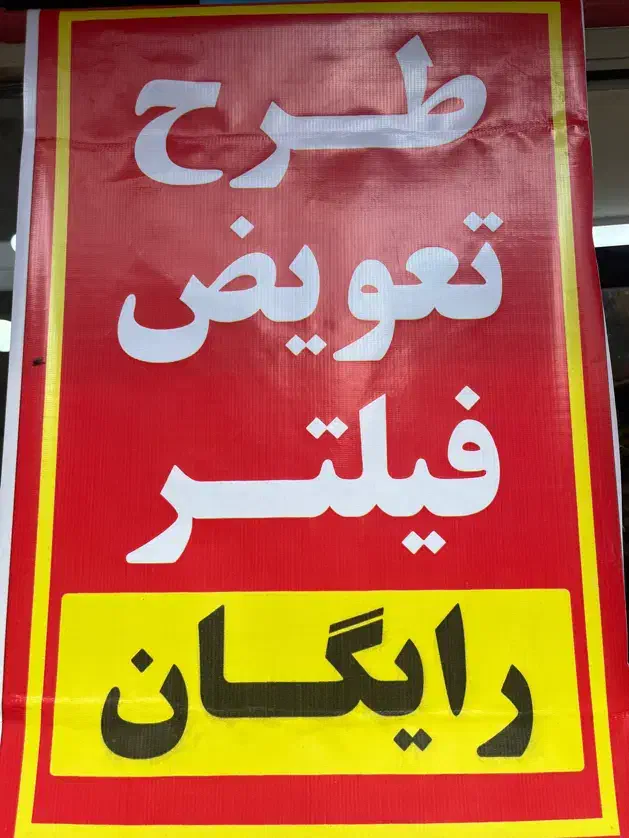 طرح
تعویض
فیلتر
رایگان